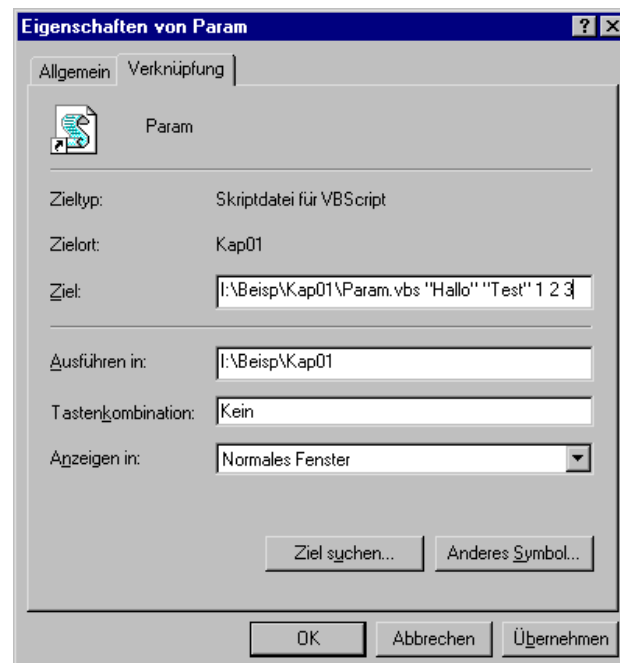 Eigenschaften von Param
Allgemein Verknüpfung
Param
Zieltyp: Skriptdatei für VBScript
Zielort: Kap01
Ziel: I:\Beisp\Kap01\Param.vbs "Hallo" "Test" 1 2 3
Ausführen in: I:\Beisp\Kap01
Tastenkombination: Kein
Anzeigen in: Normales Fenster
Ziel suchen... Anderes Symbol...
OK Abbrechen Übernehmen